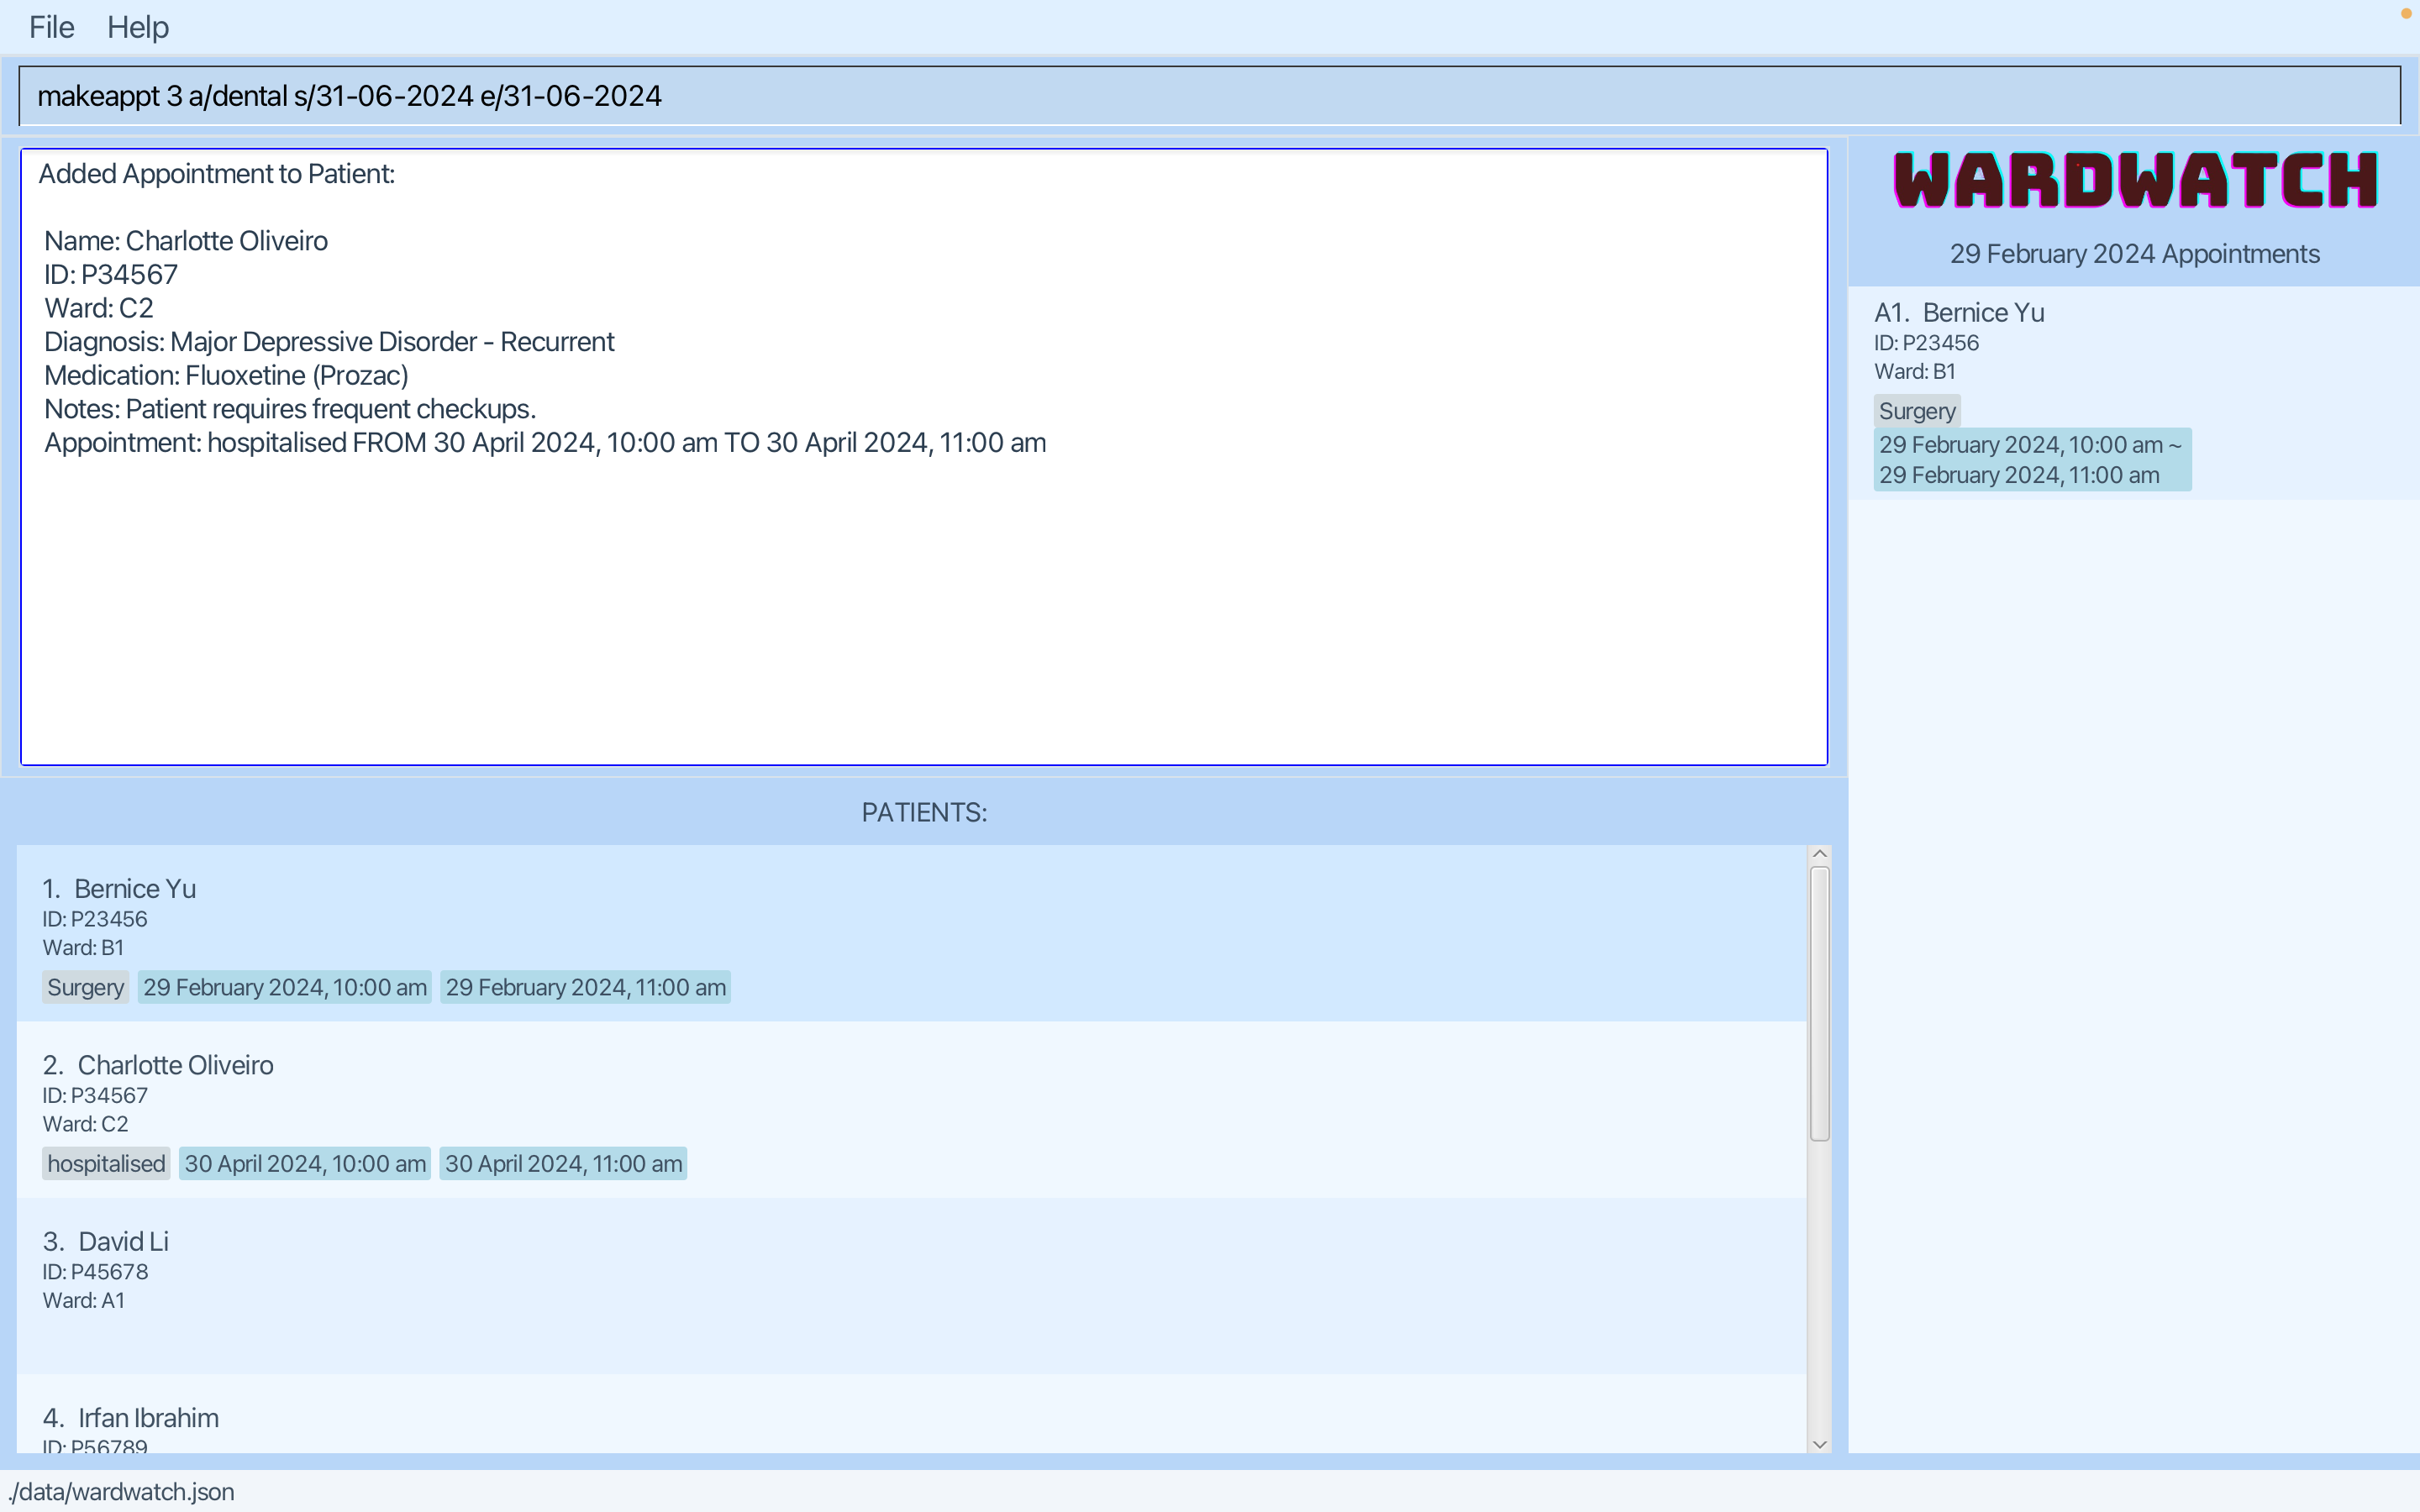 File Help
makeappt 3 a/dental s/31-06-2024 e/31-06-2024
Added Appointment to Patient:
Name: Charlotte Oliveiro
ID: P34567
Ward: C2
Diagnosis: Major Depressive Disorder - Recurrent
Medication: Fluoxetine (Prozac)
Notes: Patient requires frequent checkups.
Appointment: hospitalised FROM 30 April 2024, 10:00 am TO 30 April 2024, 11:00 am
WARDWATCH
29 February 2024 Appointments
A1. Bernice Yu
ID: P23456
Ward: B1
Surgery
29 February 2024, 10:00 am ~
29 February 2024, 11:00 am
PATIENTS:
1. Bernice Yu
ID: P23456
Ward: B1
Surgery 29 February 2024, 10:00 am 29 February 2024, 11:00 am
2. Charlotte Oliveiro
ID: P34567
Ward: C2
hospitalised 30 April 2024, 10:00 am 30 April 2024, 11:00 am
3. David Li
ID: P45678
Ward: A1
4. Irfan Ibrahim
ID: P56789
./data/wardwatch.json